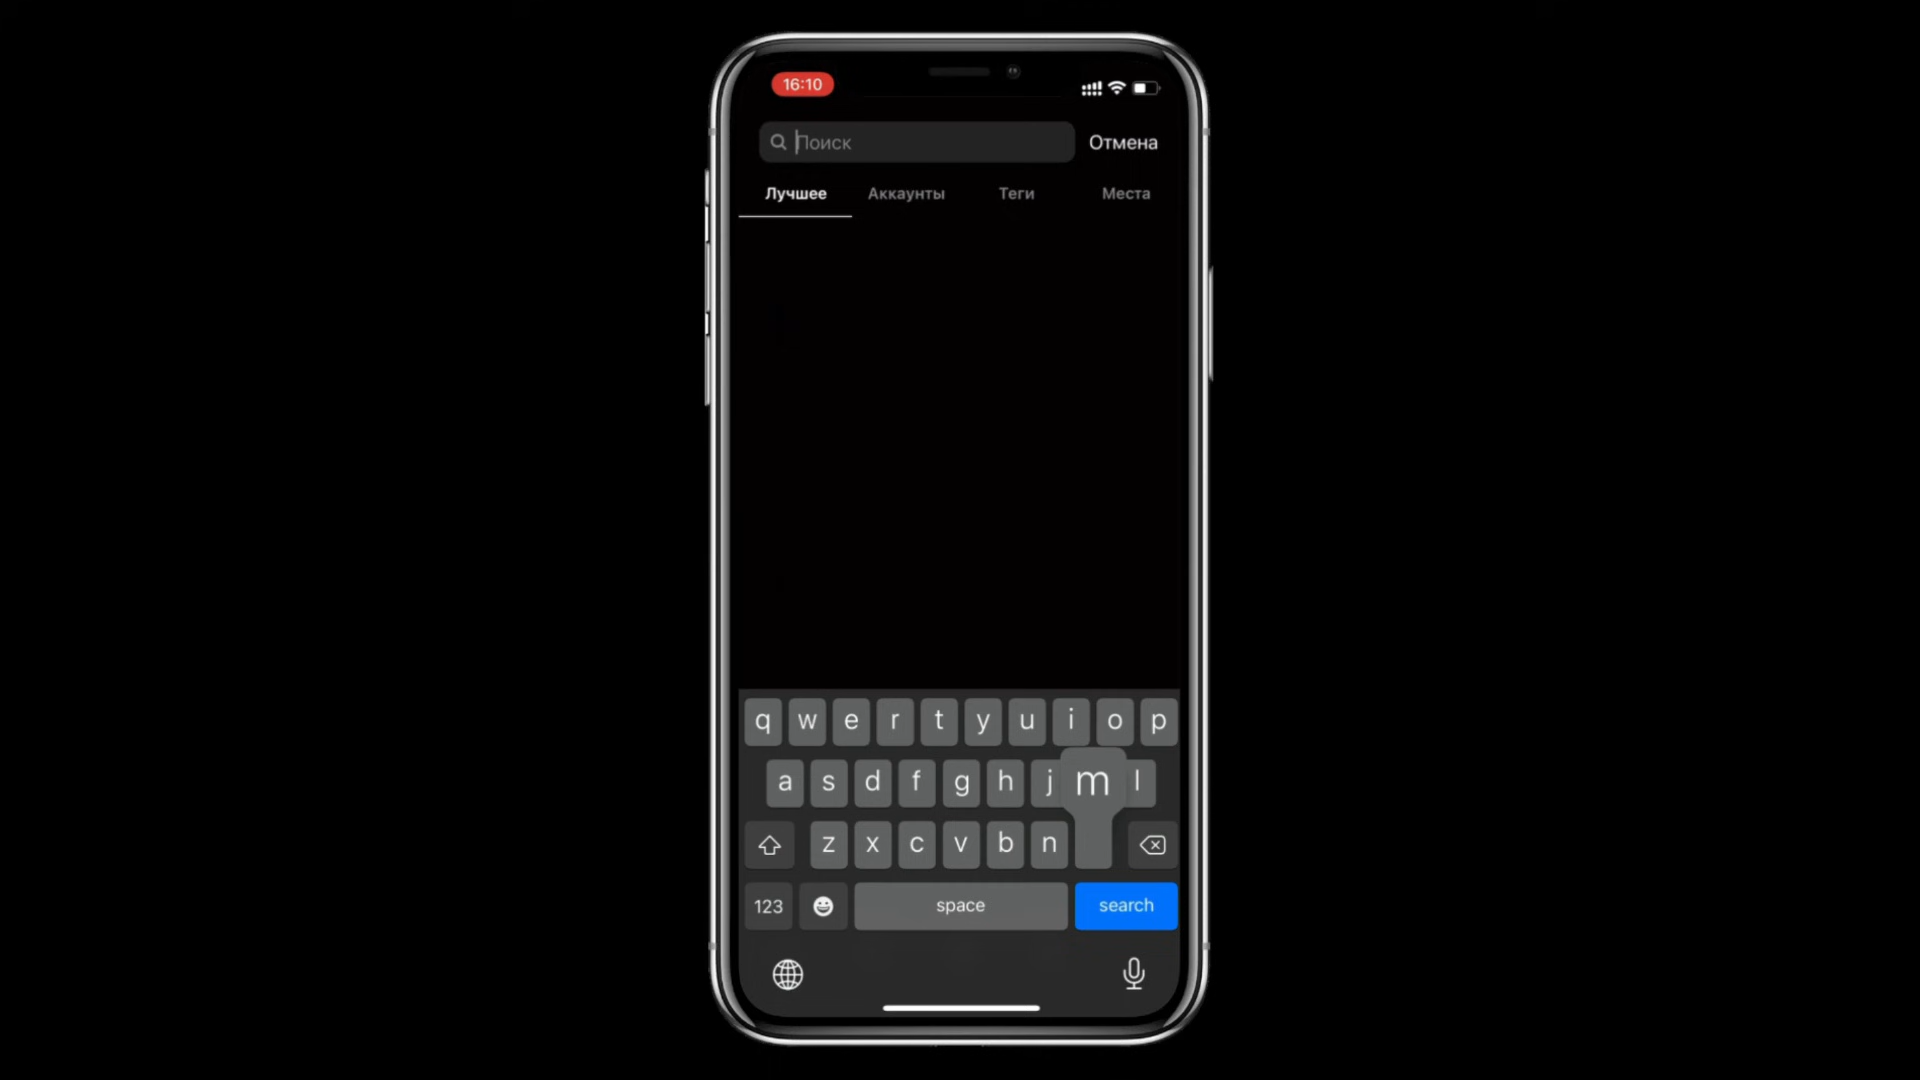 16:10
Поиск Отмена
Лучшее Аккаунты Теги Места
q w e r t y u i o p
a s d f g h j m l
z x c v b n
123 space search